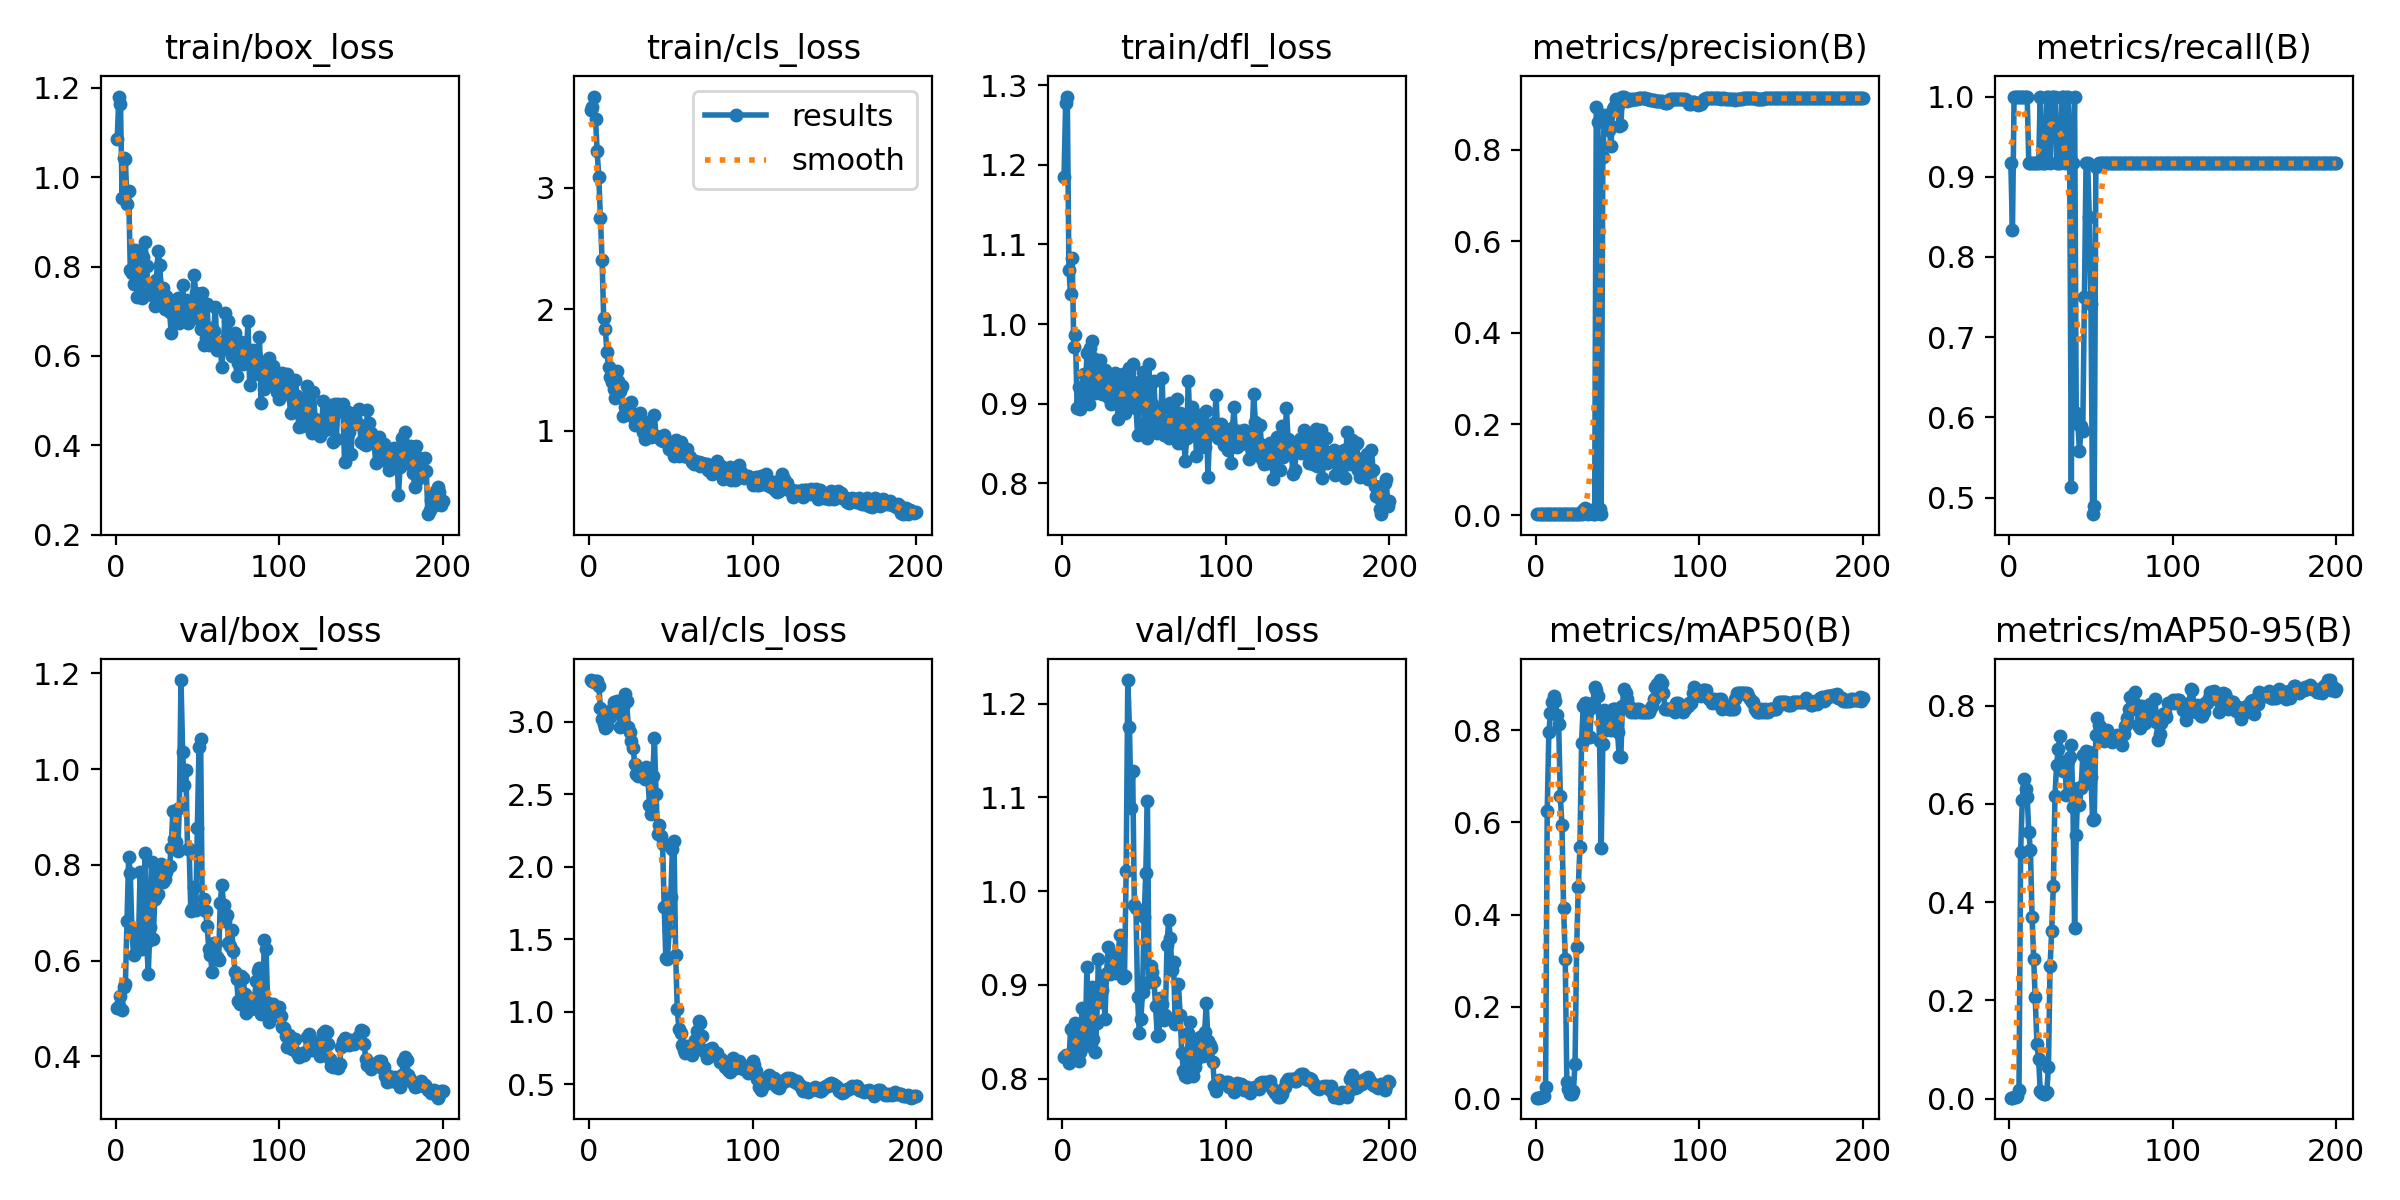 train/box_loss
1.2
1.0
0.8
0.6
0.4
0.2
0 100 200
train/cls_loss
results
smooth
3
2
1
0 100 200
train/dfl_loss
1.3
1.2
1.1
1.0
0.9
0.8
0 100 200
metrics/precision(B)
0.8
0.6
0.4
0.2
0.0
0 100 200
metrics/recall(B)
1.0
0.9
0.8
0.7
0.6
0.5
0 100 200
val/box_loss
1.2
1.0
0.8
0.6
0.4
0 100 200
val/cls_loss
3.0
2.5
2.0
1.5
1.0
0.5
0 100 200
val/dfl_loss
1.2
1.1
1.0
0.9
0.8
0 100 200
metrics/mAP50(B)
0.8
0.6
0.4
0.2
0.0
0 100 200
metrics/mAP50-95(B)
0.8
0.6
0.4
0.2
0.0
0 100 200